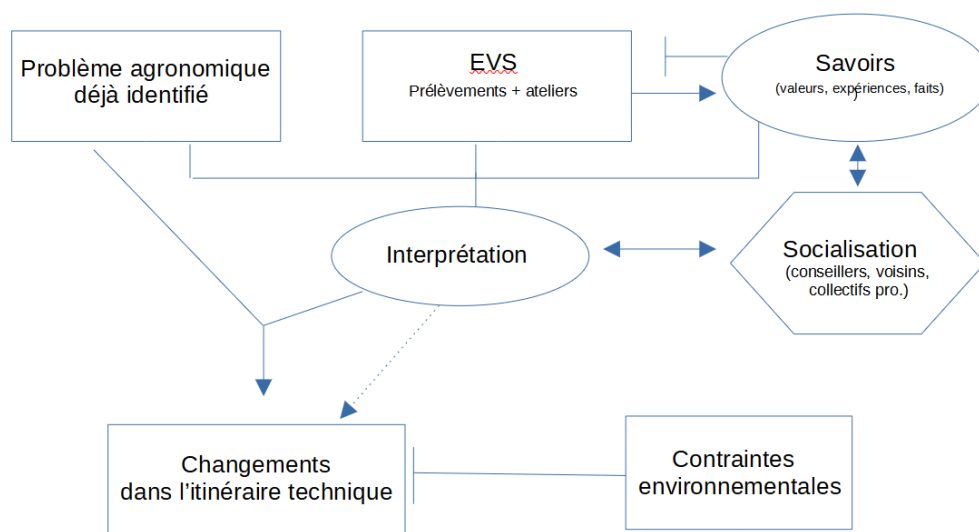 Problème agronomique
déjà identifié
EVS
Prélèvements + ateliers
Savoirs
(valeurs, expériences, faits)
)
Interprétation
Socialisation
(conseillers, voisins,
collectifs pro.)
Changements
dans l'itinéraire technique
Contraintes
environnementales